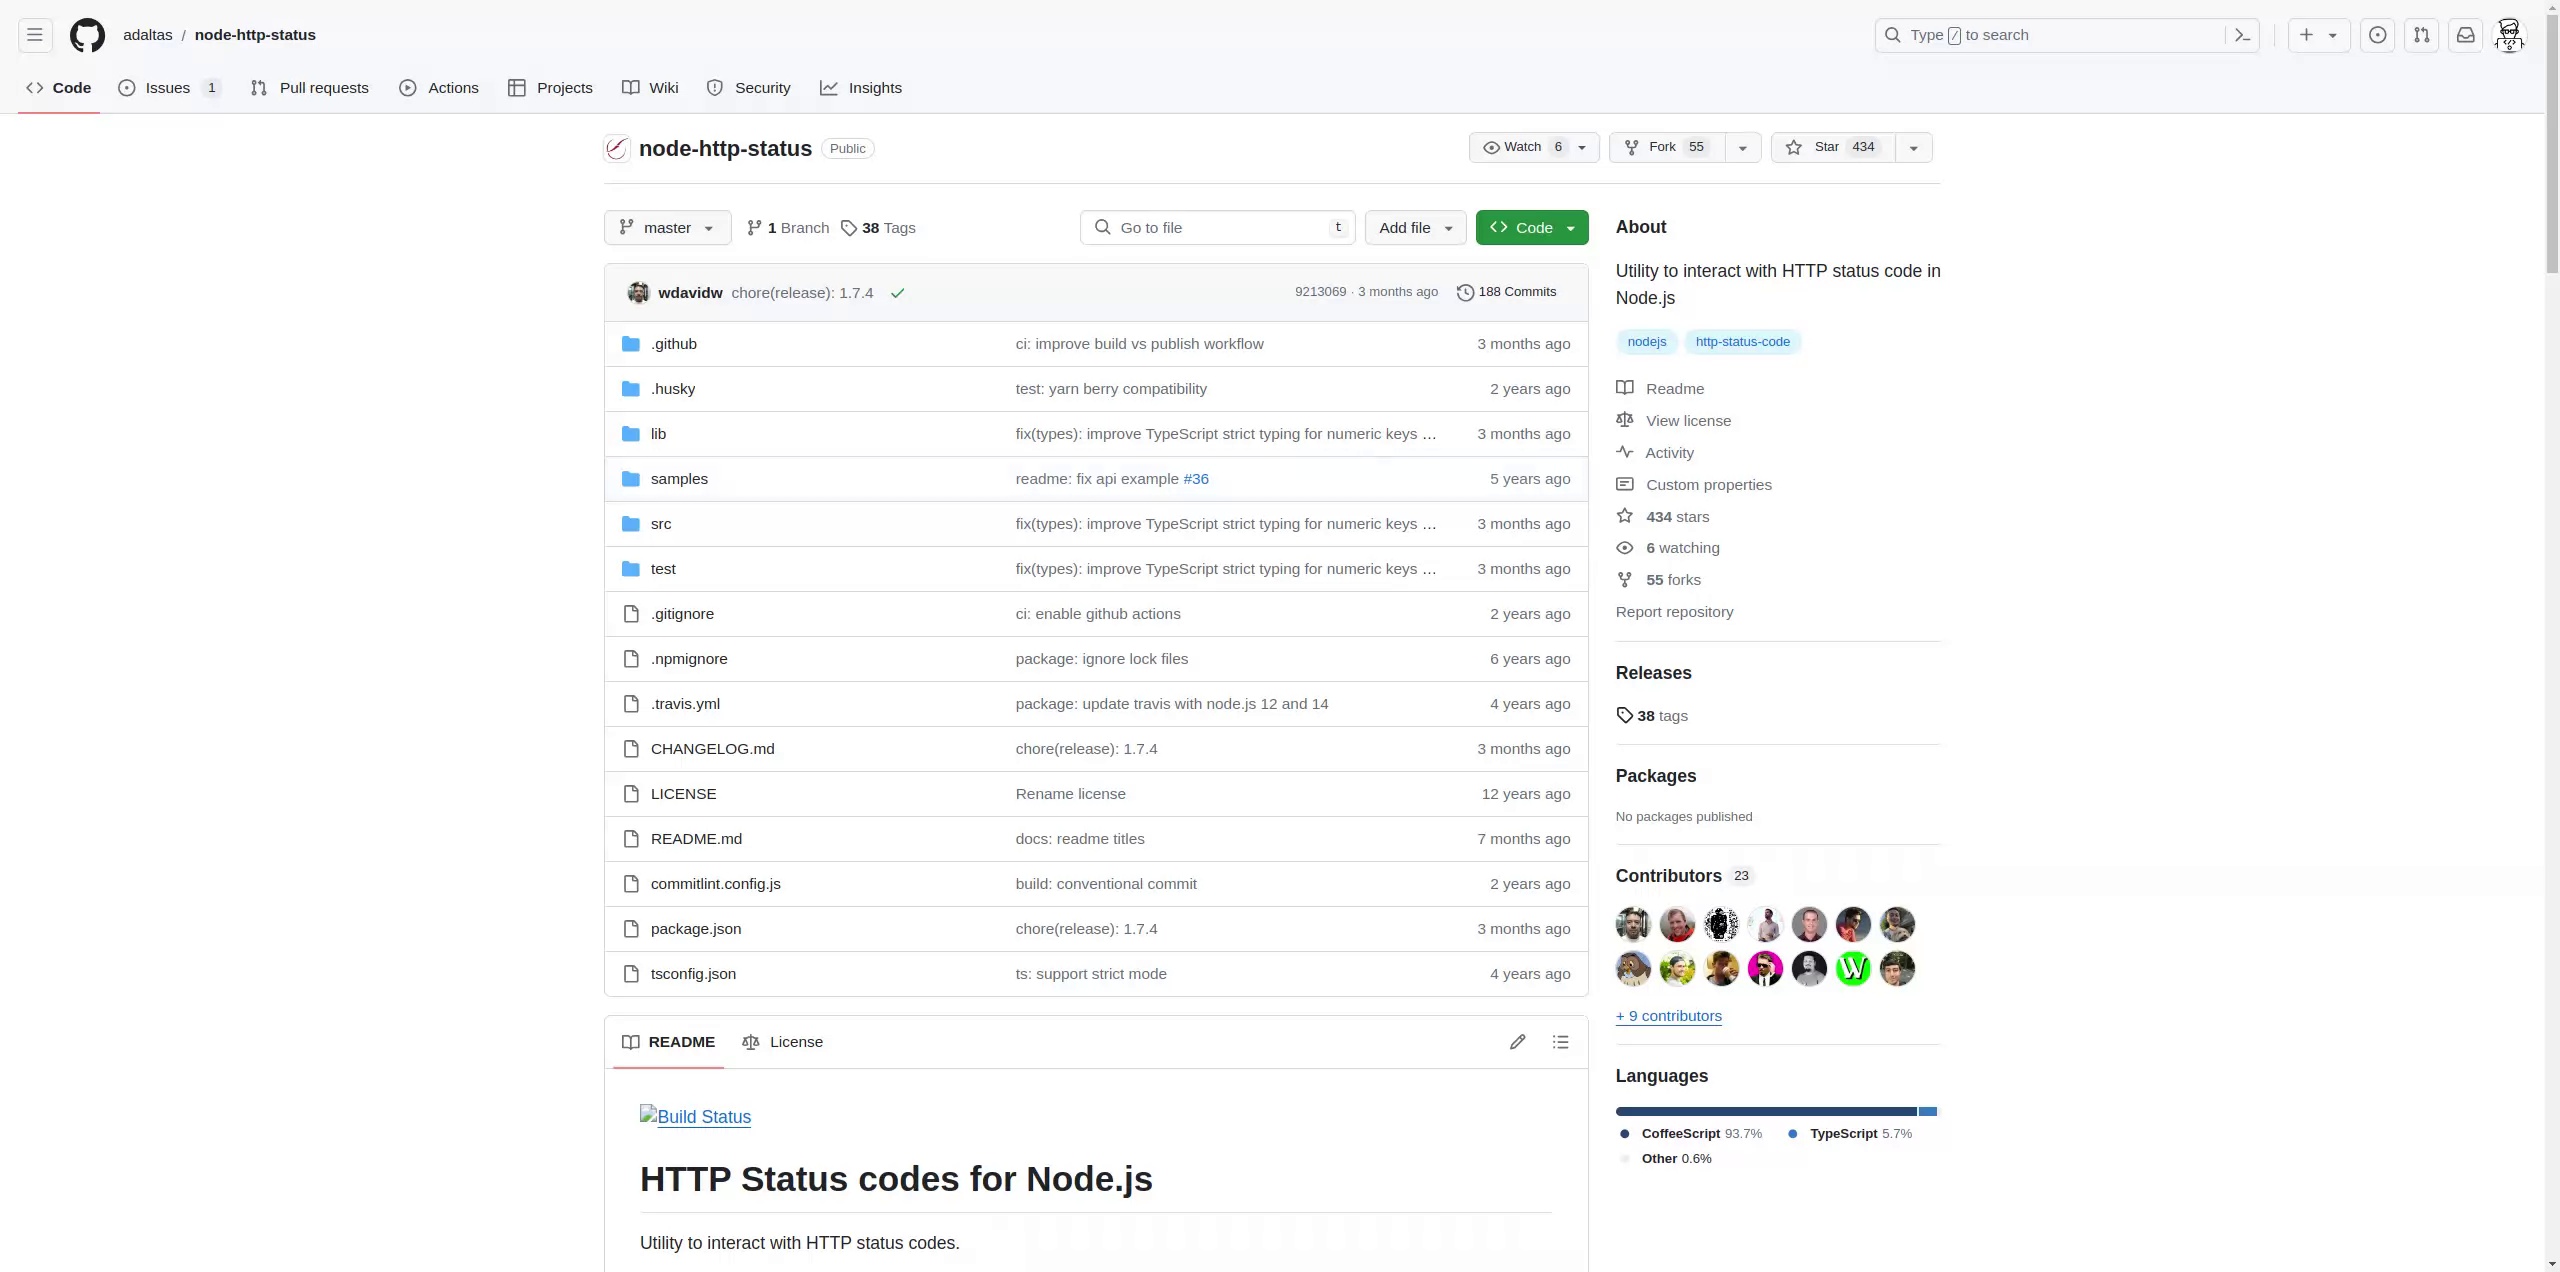 adaltas / node-http-status
Type / to search
Code
Issues 1
Pull requests
Actions
Projects
Wiki
Security
Insights
node-http-status Public
Watch 6
Fork 55
Star 434
master
1 Branch
38 Tags
Go to file t
Add file
Code
wdavidw chore(release): 1.7.4 9213069 · 3 months ago 188 Commits
.github ci: improve build vs publish workflow 3 months ago
.husky test: yarn berry compatibility 2 years ago
lib fix(types): improve TypeScript strict typing for numeric keys … 3 months ago
samples readme: fix api example #36 5 years ago
src fix(types): improve TypeScript strict typing for numeric keys … 3 months ago
test fix(types): improve TypeScript strict typing for numeric keys … 3 months ago
.gitignore ci: enable github actions 2 years ago
.npmignore package: ignore lock files 6 years ago
.travis.yml package: update travis with node.js 12 and 14 4 years ago
CHANGELOG.md chore(release): 1.7.4 3 months ago
LICENSE Rename license 12 years ago
README.md docs: readme titles 7 months ago
commitlint.config.js build: conventional commit 2 years ago
package.json chore(release): 1.7.4 3 months ago
tsconfig.json ts: support strict mode 4 years ago
README
License
Build Status
HTTP Status codes for Node.js
Utility to interact with HTTP status codes.
About
Utility to interact with HTTP status code in
Node.js
nodejs http-status-code
Readme
View license
Activity
Custom properties
434 stars
6 watching
55 forks
Report repository
Releases
38 tags
Packages
No packages published
Contributors 23
W
+ 9 contributors
Languages
CoffeeScript 93.7% TypeScript 5.7%
Other 0.6%